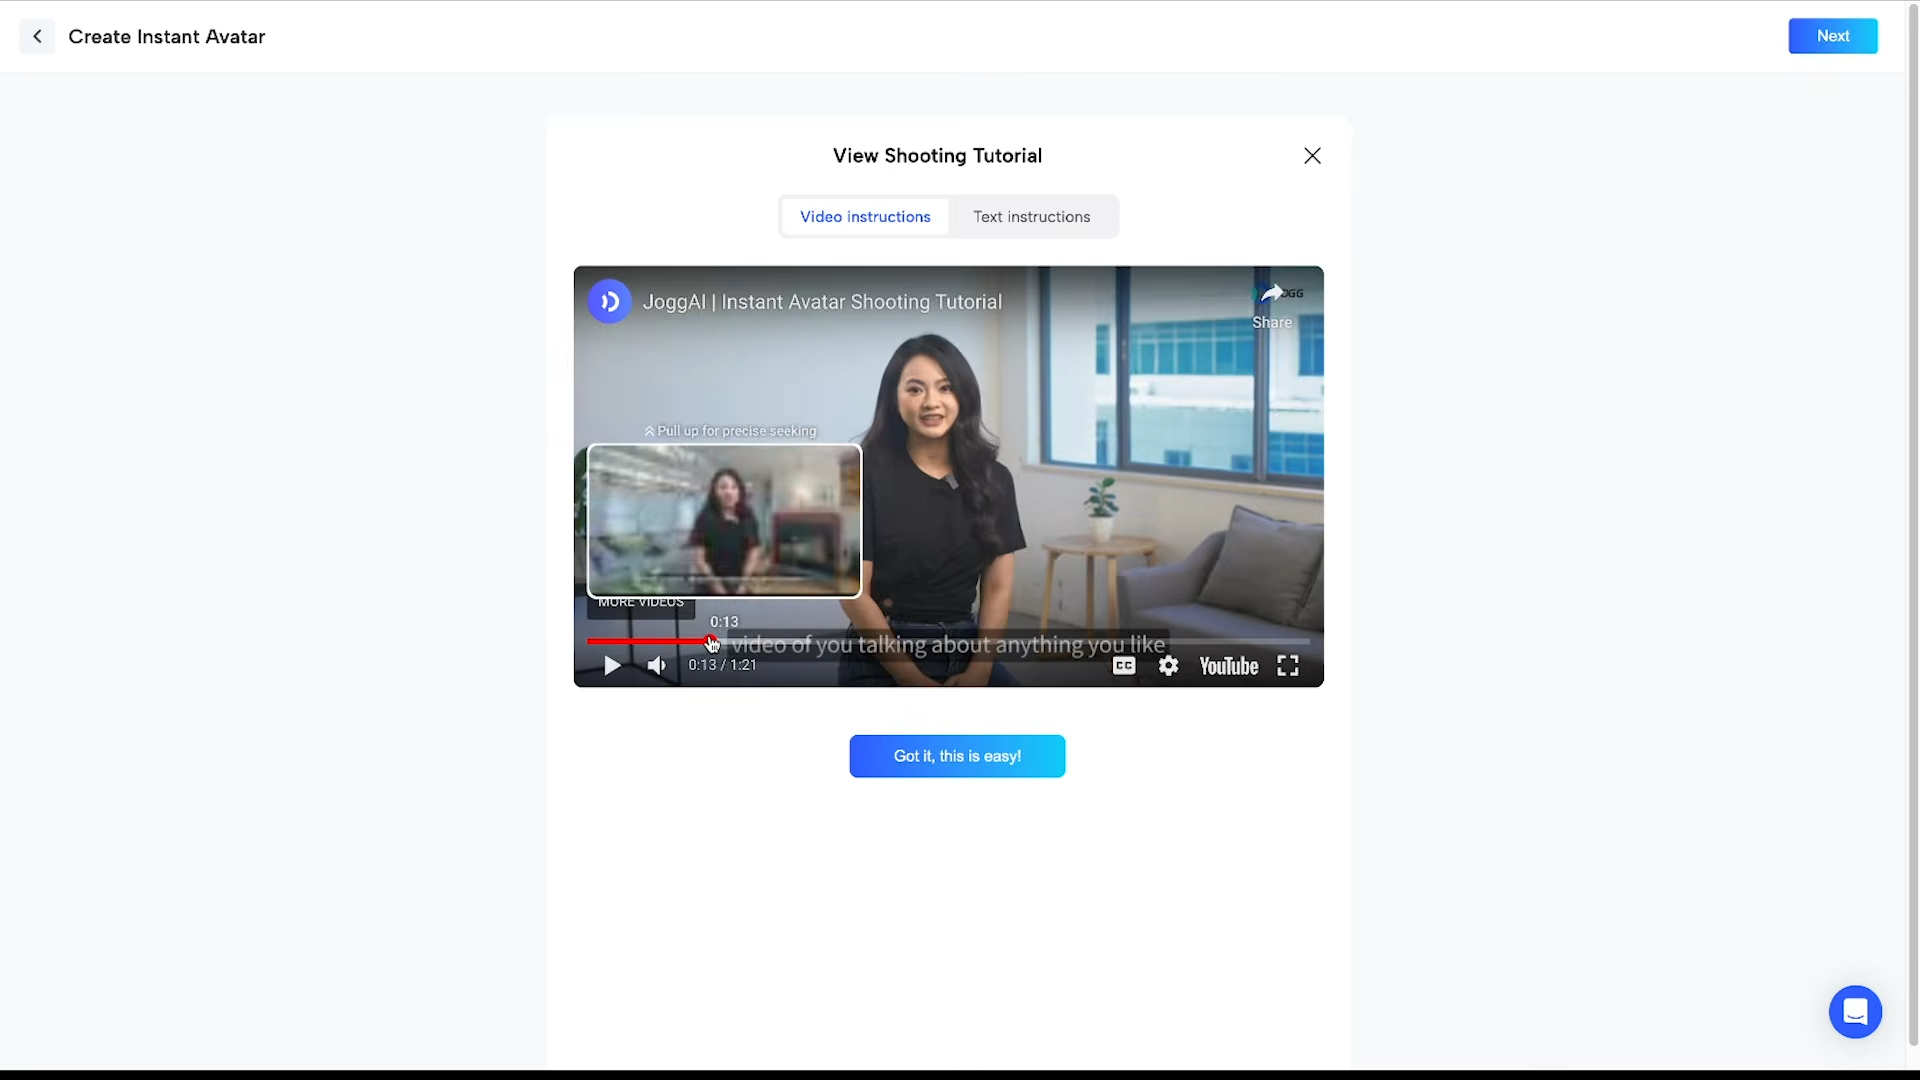 Create Instant Avatar
Next
View Shooting Tutorial
Video instructions
Text instructions
JoggAI | Instant Avatar Shooting Tutorial
Share
Pull up for precise seeking
MORE VIDEOS
0:13
video of you talking about anything you like
0:13 / 1:21
CC
YouTube
Got it, this is easy!